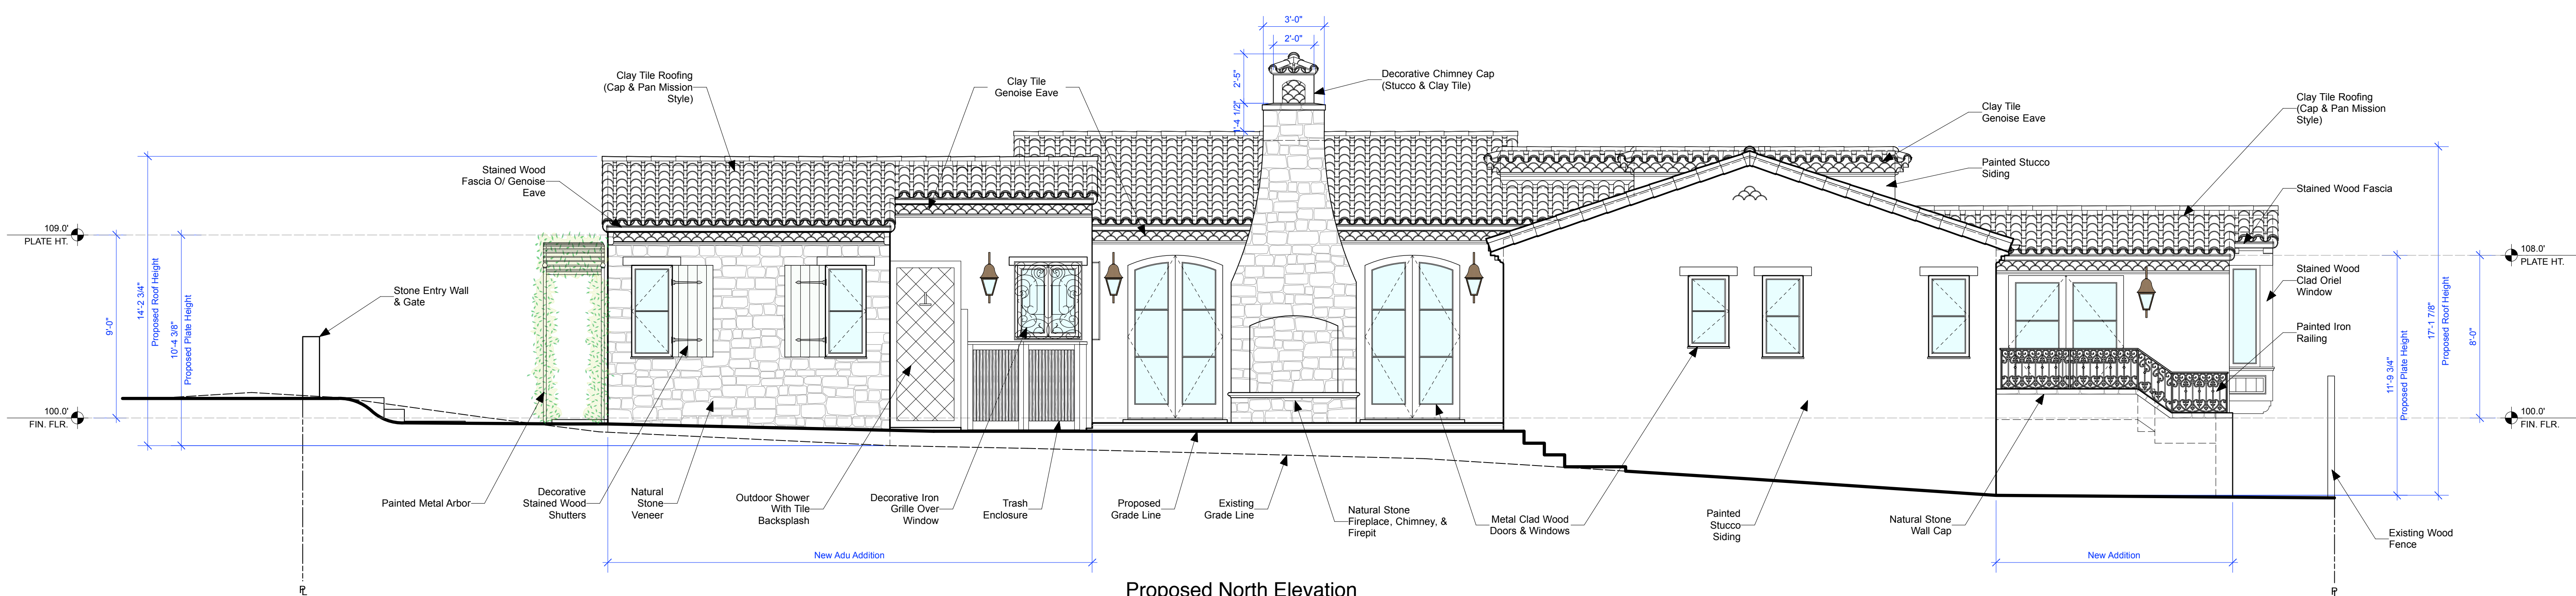 3'-0"
2'-0"
2'-5"
1'-4 1/2"
Clay Tile Roofing
(Cap & Pan Mission
Style)
Clay Tile
Genoise Eave
Decorative Chimney Cap
(Stucco & Clay Tile)
Clay Tile
Genoise Eave
Clay Tile Roofing
(Cap & Pan Mission
Style)
Stained Wood
Fascia O/ Genoise
Eave
Painted Stucco
Siding
Stained Wood Fascia
109.0'
PLATE HT.
108.0'
PLATE HT.
Stone Entry Wall
& Gate
Stained Wood
Clad Oriel
Window
Painted Iron
Railing
9'-0"
14'-2 3/4"
Proposed Roof Height
10'-4 3/8"
Proposed Plate Height
11'-9 3/4"
Proposed Plate Height
17'-1 7/8"
Proposed Roof Height
8'-0"
100.0'
FIN. FLR.
100.0'
FIN. FLR.
Painted Metal Arbor
Decorative
Stained Wood
Shutters
Natural
Stone
Veneer
Outdoor Shower
With Tile
Backsplash
Decorative Iron
Grille Over
Window
Trash
Enclosure
Proposed
Grade Line
Existing
Grade Line
Natural Stone
Fireplace, Chimney, &
Firepit
Metal Clad Wood
Doors & Windows
Painted
Stucco
Siding
Natural Stone
Wall Cap
Existing Wood
Fence
New Adu Addition
New Addition
PL
Proposed North Elevation